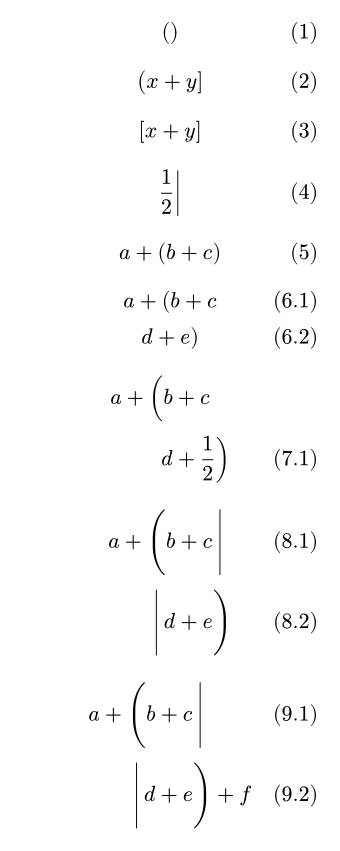 () (1)
(x + y] (2)
[x + y] (3)
1/2| (4)
a + (b + c) (5)
a + (b + c (6.1)
d + e) (6.2)
a + (b + c
d + 1/2) (7.1)
a + (b + c | (8.1)
| d + e) (8.2)
a + (b + c | (9.1)
| d + e) + f (9.2)